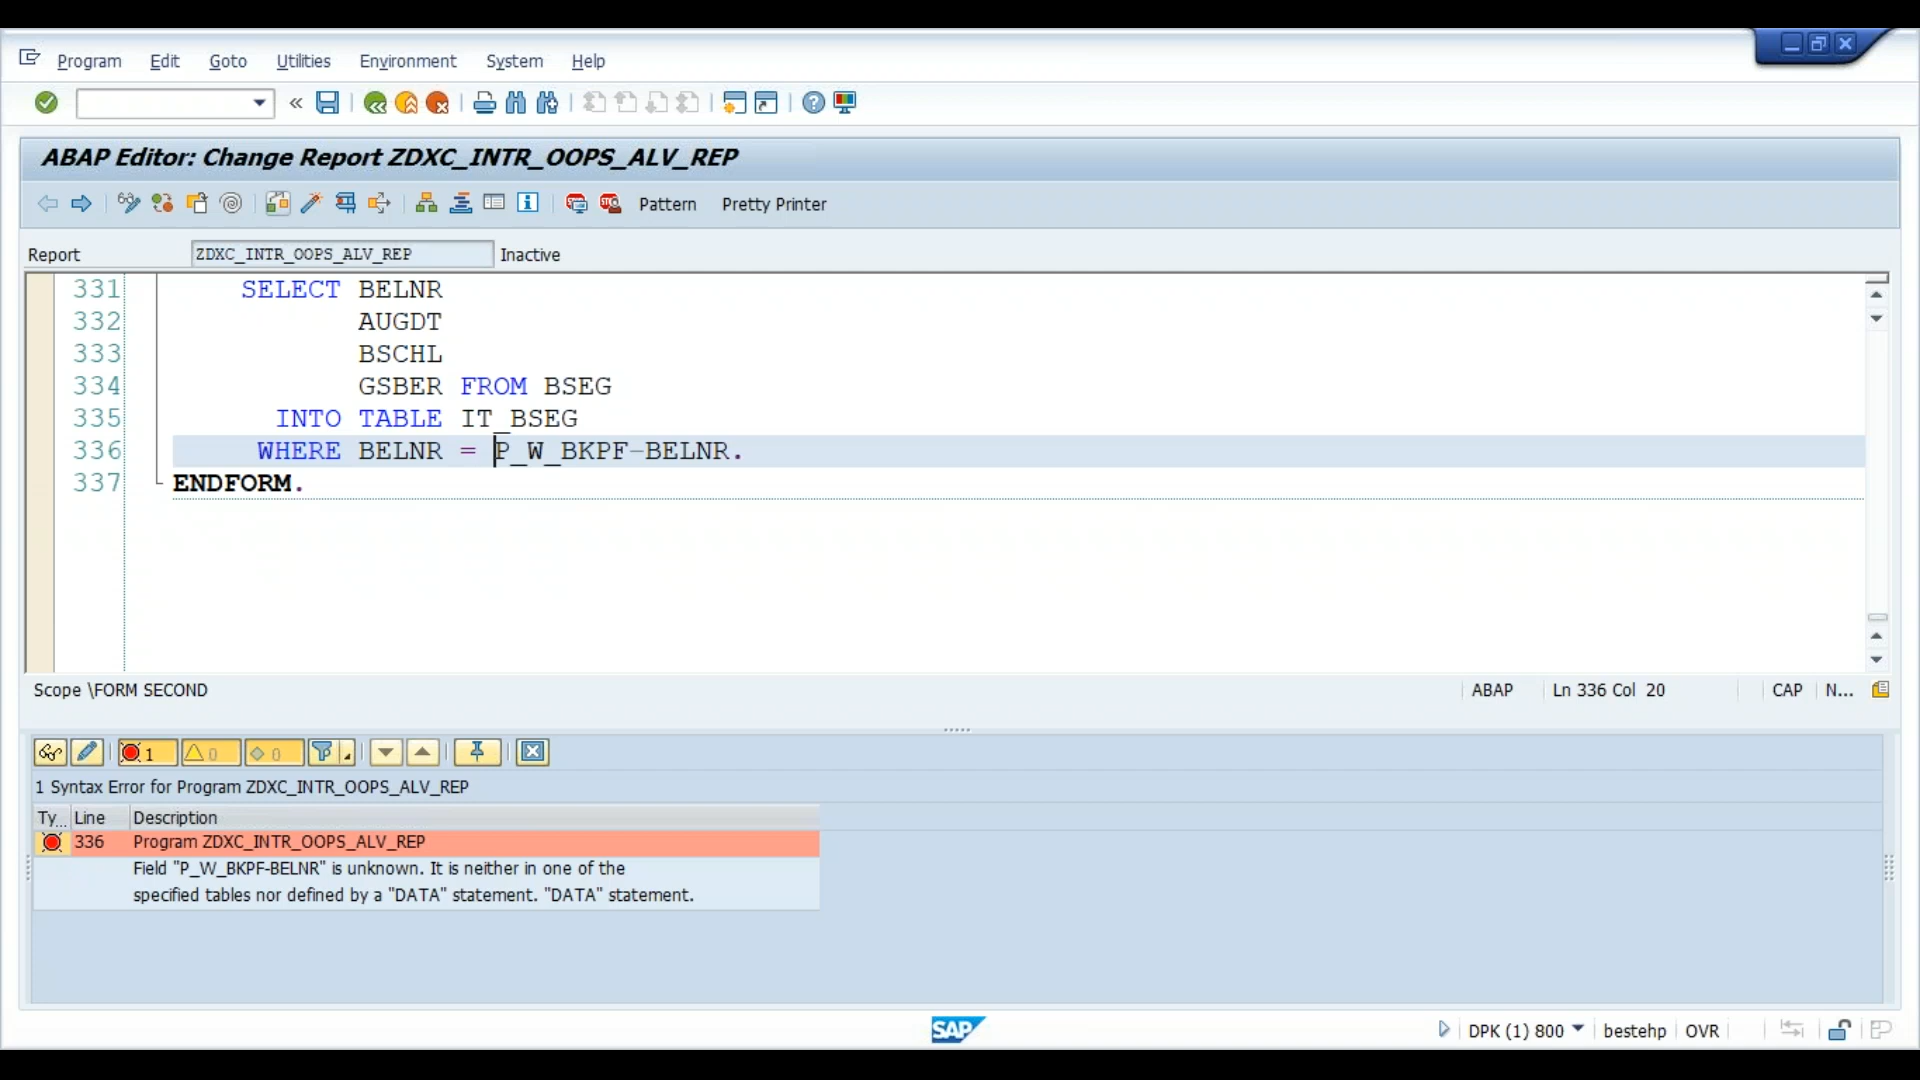 Program Edit Goto Utilities Environment System Help
ABAP Editor: Change Report ZDXC_INTR_OOPS_ALV_REP
Pattern Pretty Printer
Report ZDXC_INTR_OOPS_ALV_REP Inactive
331 SELECT BELNR
332 AUGDT
333 BSCHL
334 GSBER FROM BSEG
335 INTO TABLE IT_BSEG
336 WHERE BELNR = P_W_BKPF-BELNR.
337 ENDFORM.
Scope \FORM SECOND ABAP Ln 336 Col 20 CAP N...
1 0 0
1 Syntax Error for Program ZDXC_INTR_OOPS_ALV_REP
Ty... Line Description
336 Program ZDXC_INTR_OOPS_ALV_REP
Field "P_W_BKPF-BELNR" is unknown. It is neither in one of the
specified tables nor defined by a "DATA" statement. "DATA" statement.
SAP DPK (1) 800 bestehp OVR